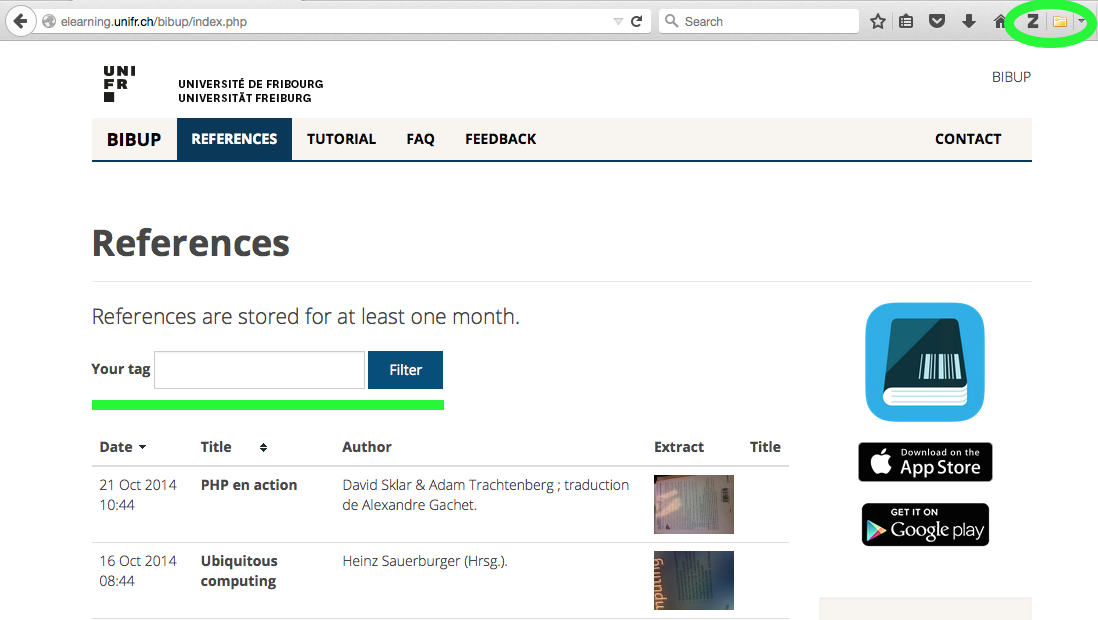 elearning.unifr.ch/bibup/index.php
Search
Z
UNI
FR
UNIVERSITÉ DE FRIBOURG
UNIVERSITÄT FREIBURG
BIBUP
BIBUP REFERENCES TUTORIAL FAQ FEEDBACK CONTACT
References
References are stored for at least one month.
Your tag Filter
Download on the
App Store
GET IT ON
Google play
Date Title Author Extract Title
21 Oct 2014 PHP en action David Sklar & Adam Trachtenberg ; traduction
10:44 de Alexandre Gachet.
16 Oct 2014 Ubiquitous Heinz Sauerburger (Hrsg.).
08:44 computing